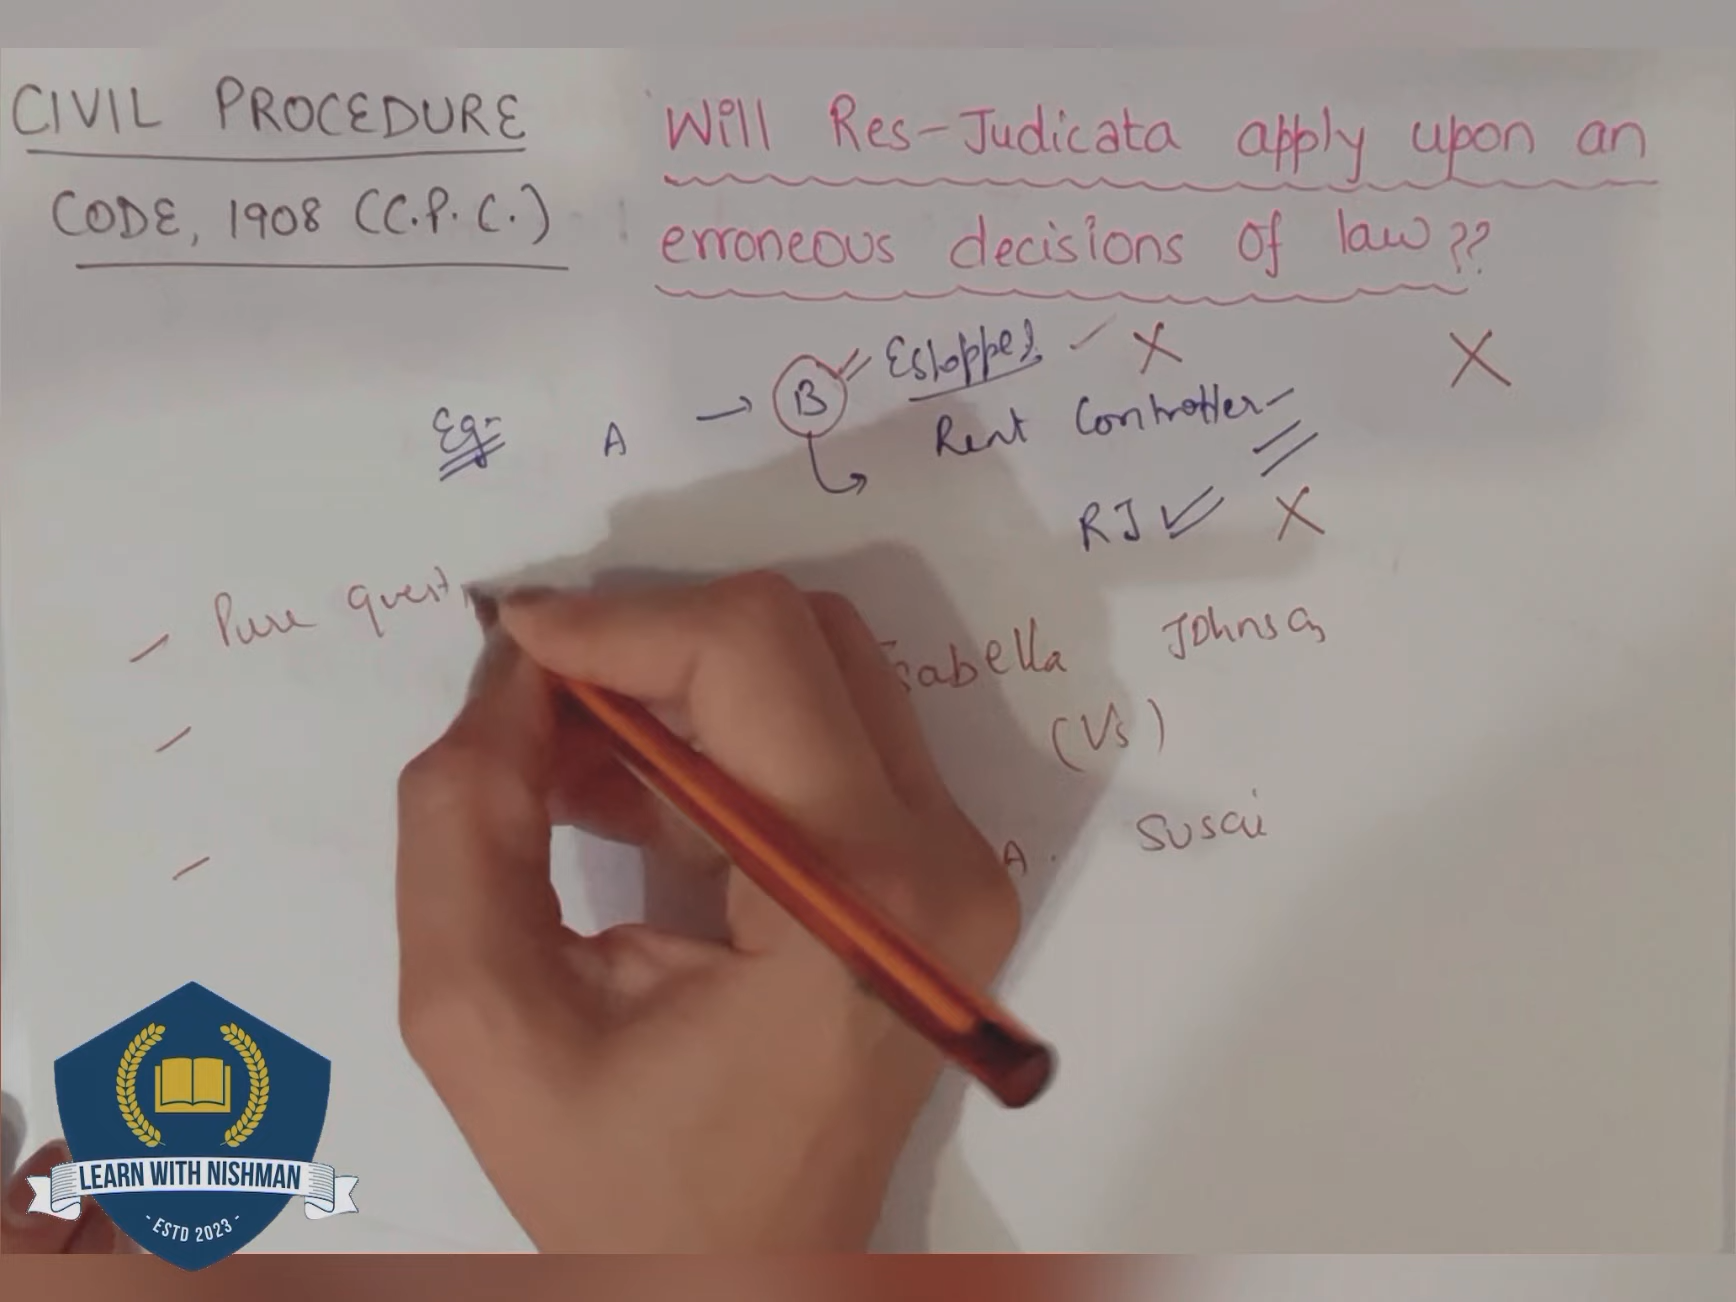 CIVIL PROCEDURE
CODE, 1908 (C.P.C.)
Will Res-Judicata apply upon an
erroneous decisions of law??
Eg:- A → B Estoppel
Rent Controller
RJ
Pure quest
sabella Johnson
(Vs)
A. Susai
LEARN WITH NISHMAN
- ESTD 2023 -